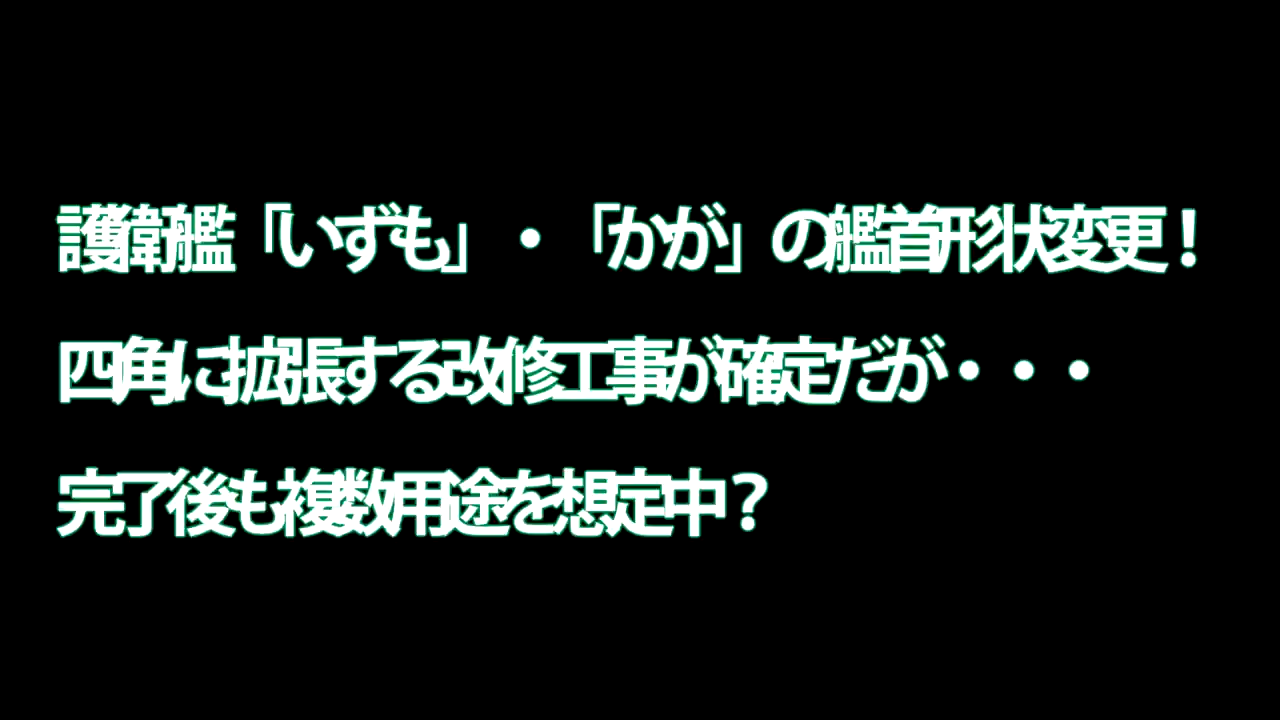 護衛艦「いずも」・「かが」の艦首形状変更！
四角に拡張する改修工事が確定だが・・・
完了後も複数用途を想定中？